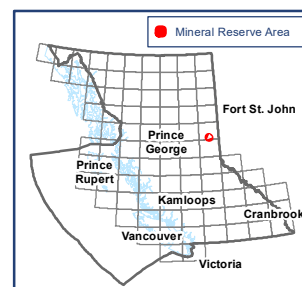 Mineral Reserve Area
Fort St. John
Prince
George
Prince
Rupert
Kamloops
Cranbrook
Vancouver
Victoria